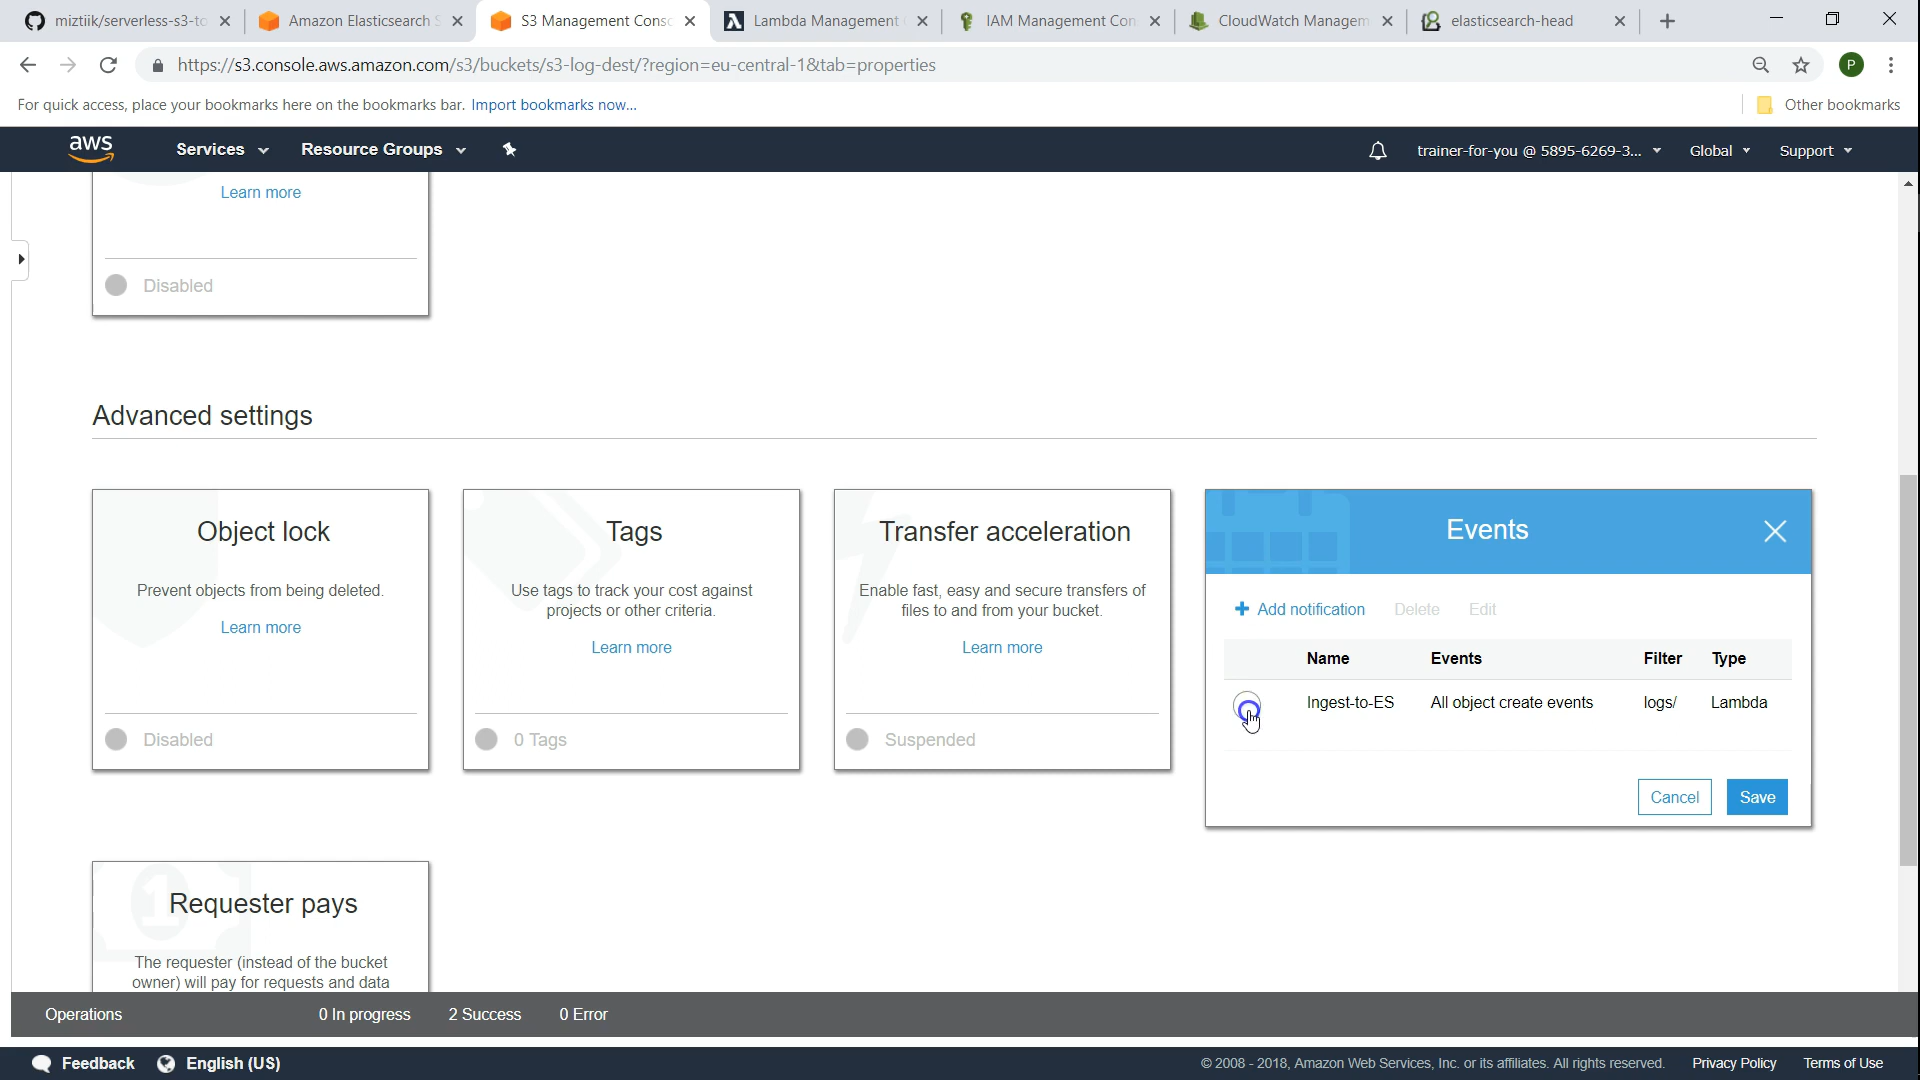 miztiik/serverless-s3-to
Amazon Elasticsearch S
S3 Management Conso
Lambda Management C
IAM Management Con
CloudWatch Managem
elasticsearch-head
https://s3.console.aws.amazon.com/s3/buckets/s3-log-dest/?region=eu-central-1&tab=properties
P
For quick access, place your bookmarks here on the bookmarks bar. Import bookmarks now...
Other bookmarks
aws
Services
Resource Groups
trainer-for-you @ 5895-6269-3...
Global
Support
Learn more
Disabled
Advanced settings
Object lock
Prevent objects from being deleted.
Learn more
Disabled
Tags
Use tags to track your cost against
projects or other criteria.
Learn more
0 Tags
Transfer acceleration
Enable fast, easy and secure transfers of
files to and from your bucket.
Learn more
Suspended
Events
Add notification Delete Edit
Name Events Filter Type
Ingest-to-ES All object create events logs/ Lambda
Cancel Save
1
Requester pays
The requester (instead of the bucket
owner) will pay for requests and data
Operations 0 In progress 2 Success 0 Error
Feedback English (US)
© 2008 - 2018, Amazon Web Services, Inc. or its affiliates. All rights reserved. Privacy Policy Terms of Use